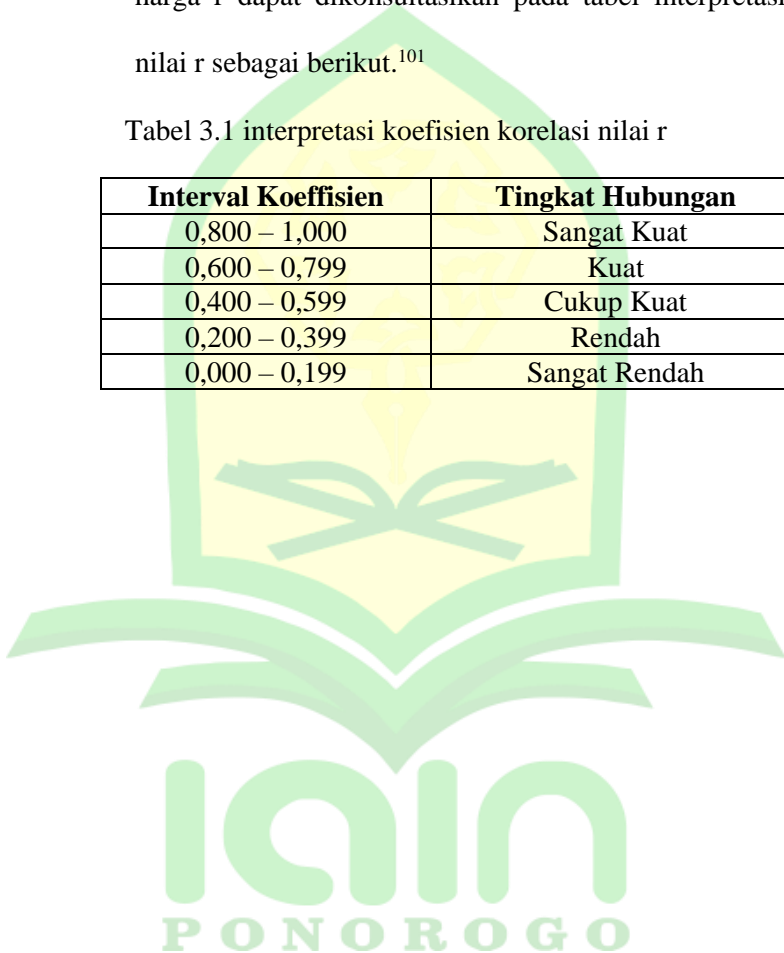 harga r dapat dikonsultasikan pada tabel interpretasi
nilai r sebagai berikut.101
Tabel 3.1 interpretasi koefisien korelasi nilai r
Interval Koeffisien Tingkat Hubungan
0,800 – 1,000 Sangat Kuat
0,600 – 0,799 Kuat
0,400 – 0,599 Cukup Kuat
0,200 – 0,399 Rendah
0,000 – 0,199 Sangat Rendah
iain
PONOROGO